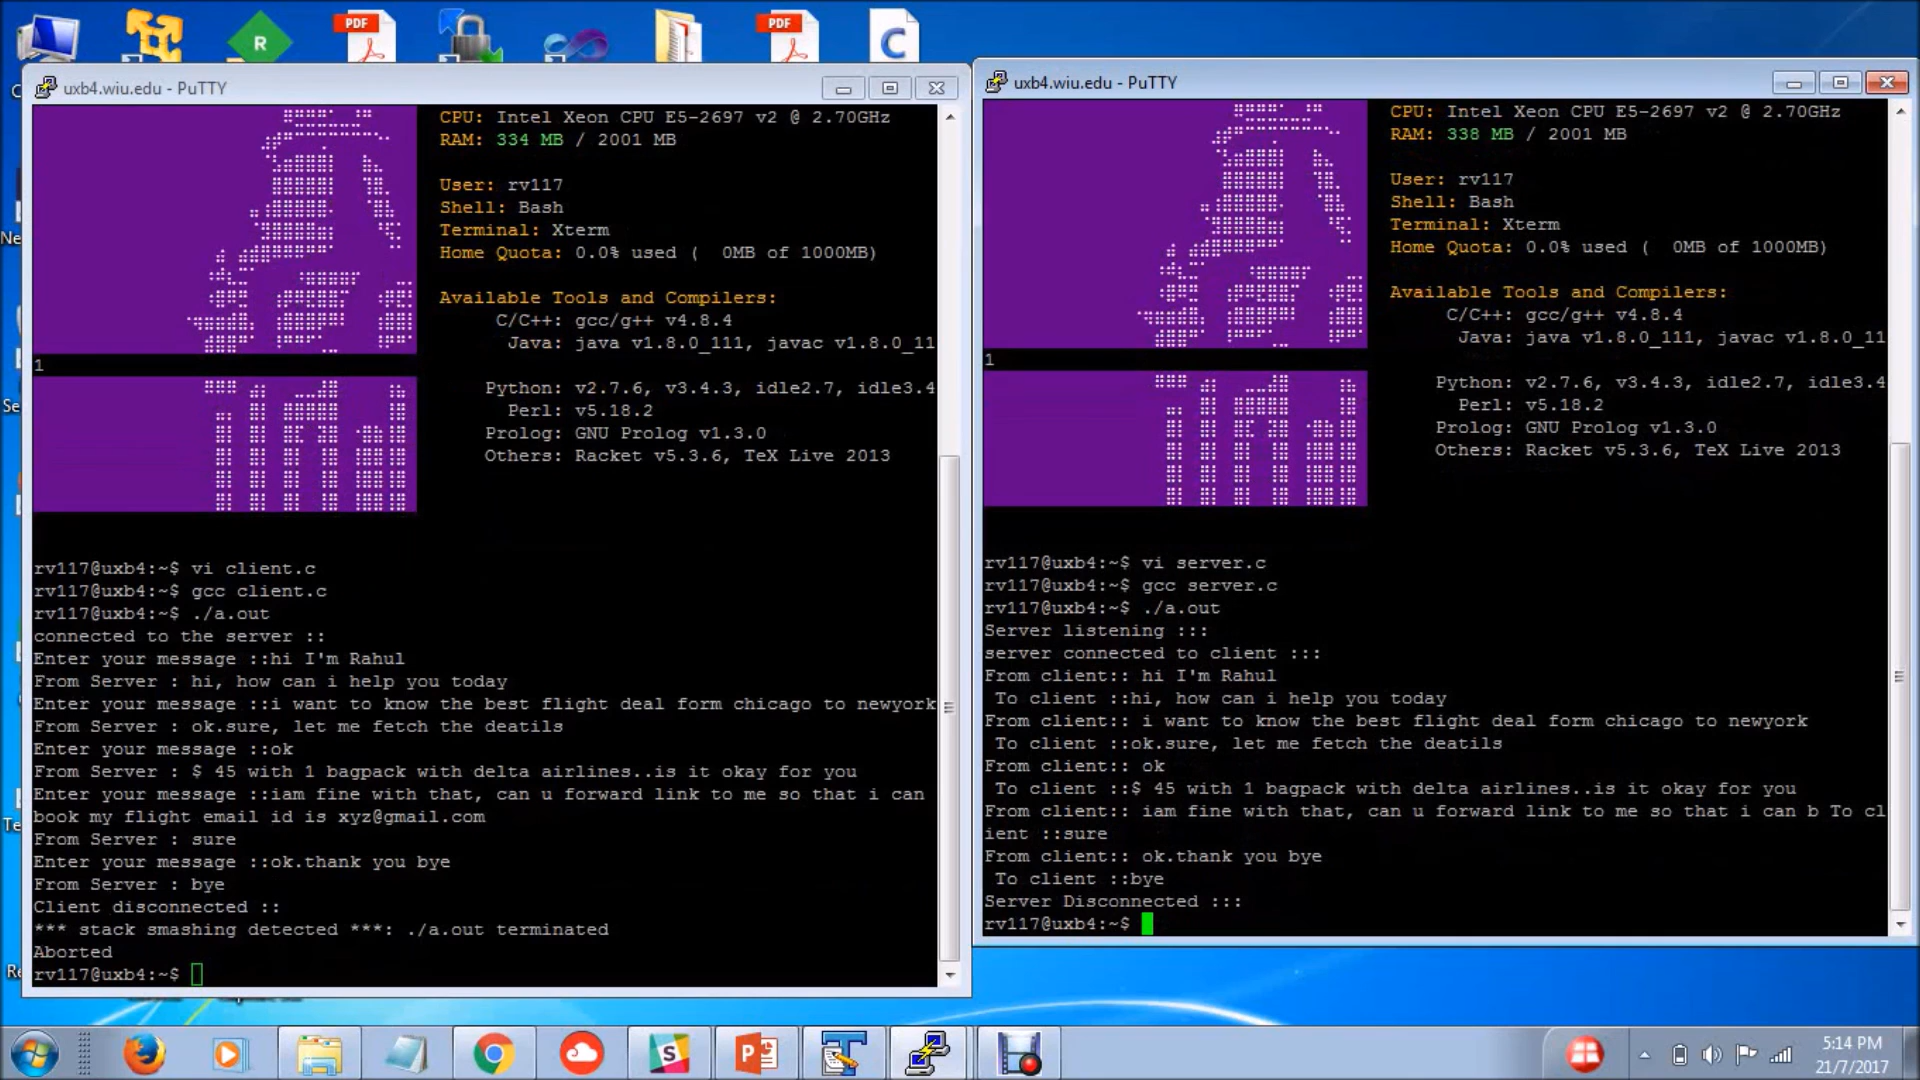 PDF
R
PDF
C
uxb4.wiu.edu - PuTTY
CPU: Intel Xeon CPU E5-2697 v2 @ 2.70GHz
RAM: 334 MB / 2001 MB
User: rv117
Shell: Bash
Terminal: Xterm
Home Quota: 0.0% used (  0MB of 1000MB)
Available Tools and Compilers:
C/C++: gcc/g++ v4.8.4
Java: java v1.8.0_111, javac v1.8.0_11
1
Python: v2.7.6, v3.4.3, idle2.7, idle3.4
Perl: v5.18.2
Prolog: GNU Prolog v1.3.0
Others: Racket v5.3.6, TeX Live 2013
rv117@uxb4:~$ vi client.c
rv117@uxb4:~$ gcc client.c
rv117@uxb4:~$ ./a.out
connected to the server ::
Enter your message ::hi I'm Rahul
From Server : hi, how can i help you today
Enter your message ::i want to know the best flight deal form chicago to newyork
From Server : ok.sure, let me fetch the deatils
Enter your message ::ok
From Server : $ 45 with 1 bagpack with delta airlines..is it okay for you
Enter your message ::iam fine with that, can u forward link to me so that i can
book my flight email id is xyz@gmail.com
From Server : sure
Enter your message ::ok.thank you bye
From Server : bye
Client disconnected ::
*** stack smashing detected ***: ./a.out terminated
Aborted
rv117@uxb4:~$
uxb4.wiu.edu - PuTTY
CPU: Intel Xeon CPU E5-2697 v2 @ 2.70GHz
RAM: 338 MB / 2001 MB
User: rv117
Shell: Bash
Terminal: Xterm
Home Quota: 0.0% used (  0MB of 1000MB)
Available Tools and Compilers:
C/C++: gcc/g++ v4.8.4
Java: java v1.8.0_111, javac v1.8.0_11
1
Python: v2.7.6, v3.4.3, idle2.7, idle3.4
Perl: v5.18.2
Prolog: GNU Prolog v1.3.0
Others: Racket v5.3.6, TeX Live 2013
rv117@uxb4:~$ vi server.c
rv117@uxb4:~$ gcc server.c
rv117@uxb4:~$ ./a.out
Server listening :::
server connected to client :::
From client:: hi I'm Rahul
To client ::hi, how can i help you today
From client:: i want to know the best flight deal form chicago to newyork
To client ::ok.sure, let me fetch the deatils
From client:: ok
To client ::$ 45 with 1 bagpack with delta airlines..is it okay for you
From client:: iam fine with that, can u forward link to me so that i can b To cl
ient ::sure
From client:: ok.thank you bye
To client ::bye
Server Disconnected :::
rv117@uxb4:~$
5:14 PM
21/7/2017